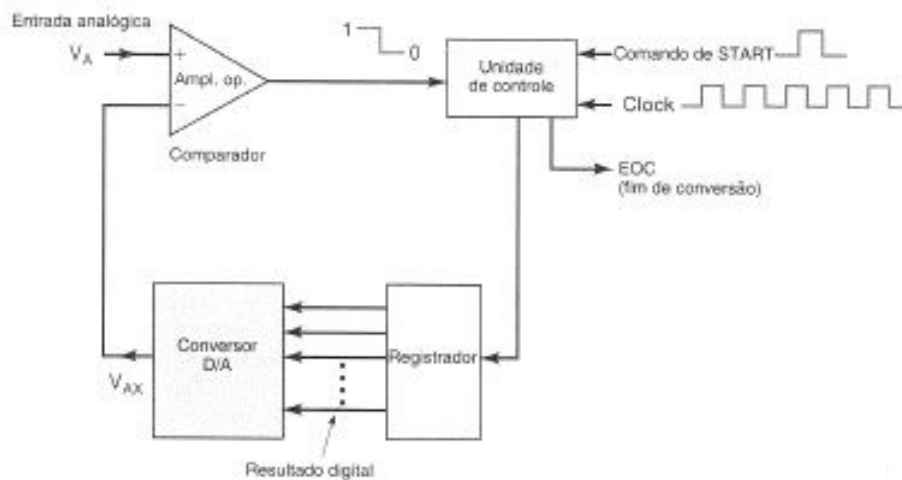 Entrada analógica
VA
+
Ampl. op.
−
Comparador
1
0
Unidade
de controle
Comando de START
Clock
EOC
(fim de conversão)
Conversor
D/A
VAX
Registrador
Resultado digital